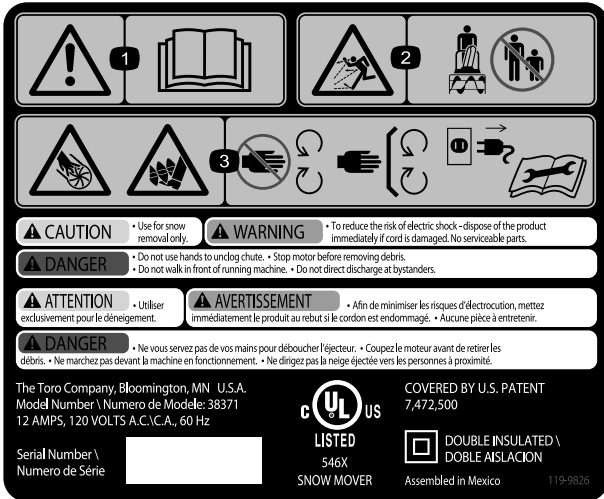 1
2
3
CAUTION
• Use for snow
removal only.
WARNING
• To reduce the risk of electric shock - dispose of the product
immediately if cord is damaged. No serviceable parts.
DANGER
• Do not use hands to unclog chute. • Stop motor before removing debris.
• Do not walk in front of running machine. • Do not direct discharge at bystanders.
ATTENTION
• Utiliser
exclusivement pour le déneigement.
AVERTISSEMENT
• Afin de minimiser les risques d'électrocution, mettez
immédiatement le produit au rebut si le cordon est endommagé. • Aucune pièce à entretenir.
DANGER
• Ne vous servez pas de vos mains pour déboucher l'éjecteur. • Coupez le moteur avant de retirer les
débris. • Ne marchez pas devant la machine en fonctionnement. • Ne dirigez pas la neige éjectée vers les personnes à proximité.
The Toro Company, Bloomington, MN U.S.A.
Model Number \ Numero de Modele: 38371
12 AMPS, 120 VOLTS A.C.\C.A., 60 Hz
Serial Number \
Numero de Série
C UL US
LISTED
546X
SNOW MOVER
COVERED BY U.S. PATENT
7,472,500
DOUBLE INSULATED \
DOBLE AISLACION
Assembled in Mexico
119-9826